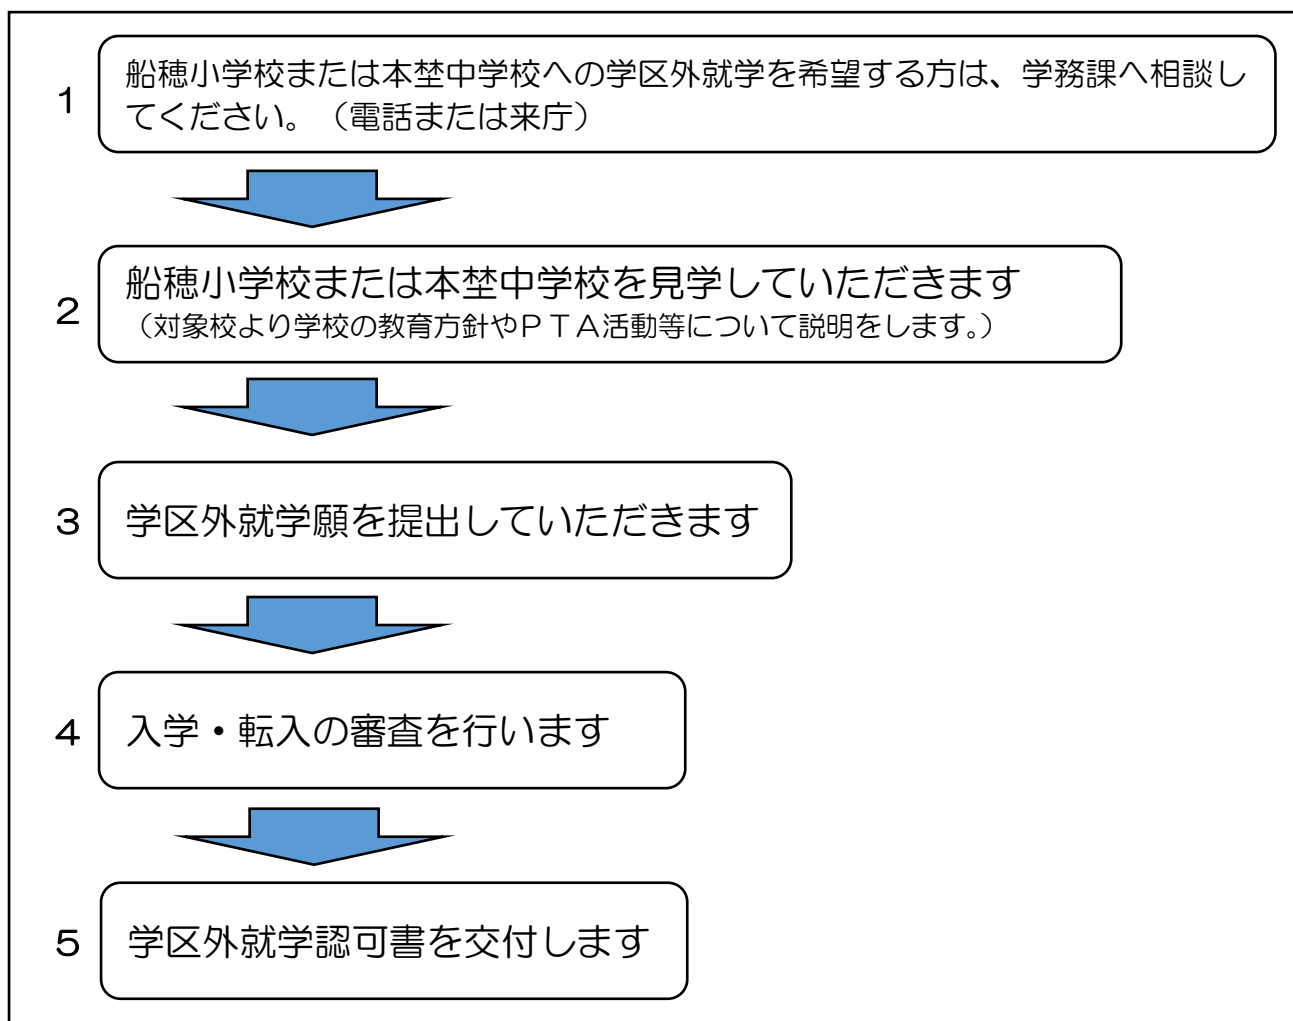 1
船穂小学校または本埜中学校への学区外就学を希望する方は、学務課へ相談し
てください。（電話または来庁）
2
船穂小学校または本埜中学校を見学していただきます
（対象校より学校の教育方針やＰＴＡ活動等について説明をします。）
3
学区外就学願を提出していただきます
4
入学・転入の審査を行います
5
学区外就学認可書を交付します